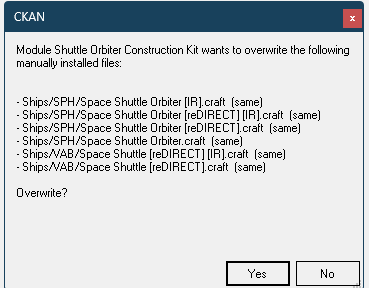 CKAN
x
Module Shuttle Orbiter Construction Kit wants to overwrite the following
manually installed files:
- Ships/SPH/Space Shuttle Orbiter [IR].craft (same)
- Ships/SPH/Space Shuttle Orbiter [reDIRECT] [IR].craft (same)
- Ships/SPH/Space Shuttle Orbiter [reDIRECT].craft (same)
- Ships/SPH/Space Shuttle Orbiter.craft (same)
- Ships/VAB/Space Shuttle [reDIRECT] [IR].craft (same)
- Ships/VAB/Space Shuttle [reDIRECT].craft (same)
Overwrite?
Yes No